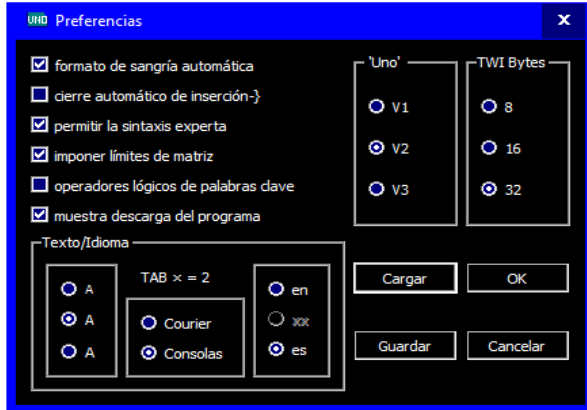 UNO Preferencias x
formato de sangría automática
cierre automático de inserción-}
permitir la sintaxis experta
imponer límites de matriz
operadores lógicos de palabras clave
muestra descarga del programa
'Uno'
V1
V2
V3
TWI Bytes
8
16
32
Texto/Idioma
A
A
A
TAB × = 2
Courier
Consolas
en
xx
es
Cargar
OK
Guardar
Cancelar